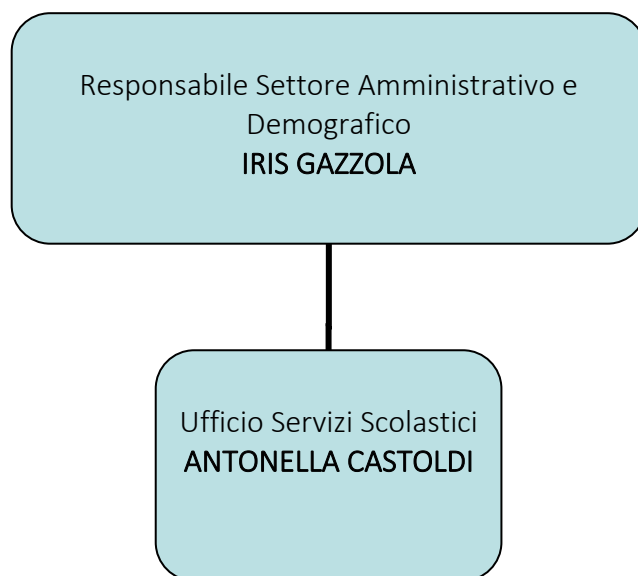 Responsabile Settore Amministrativo e
Demografico
IRIS GAZZOLA
Ufficio Servizi Scolastici
ANTONELLA CASTOLDI